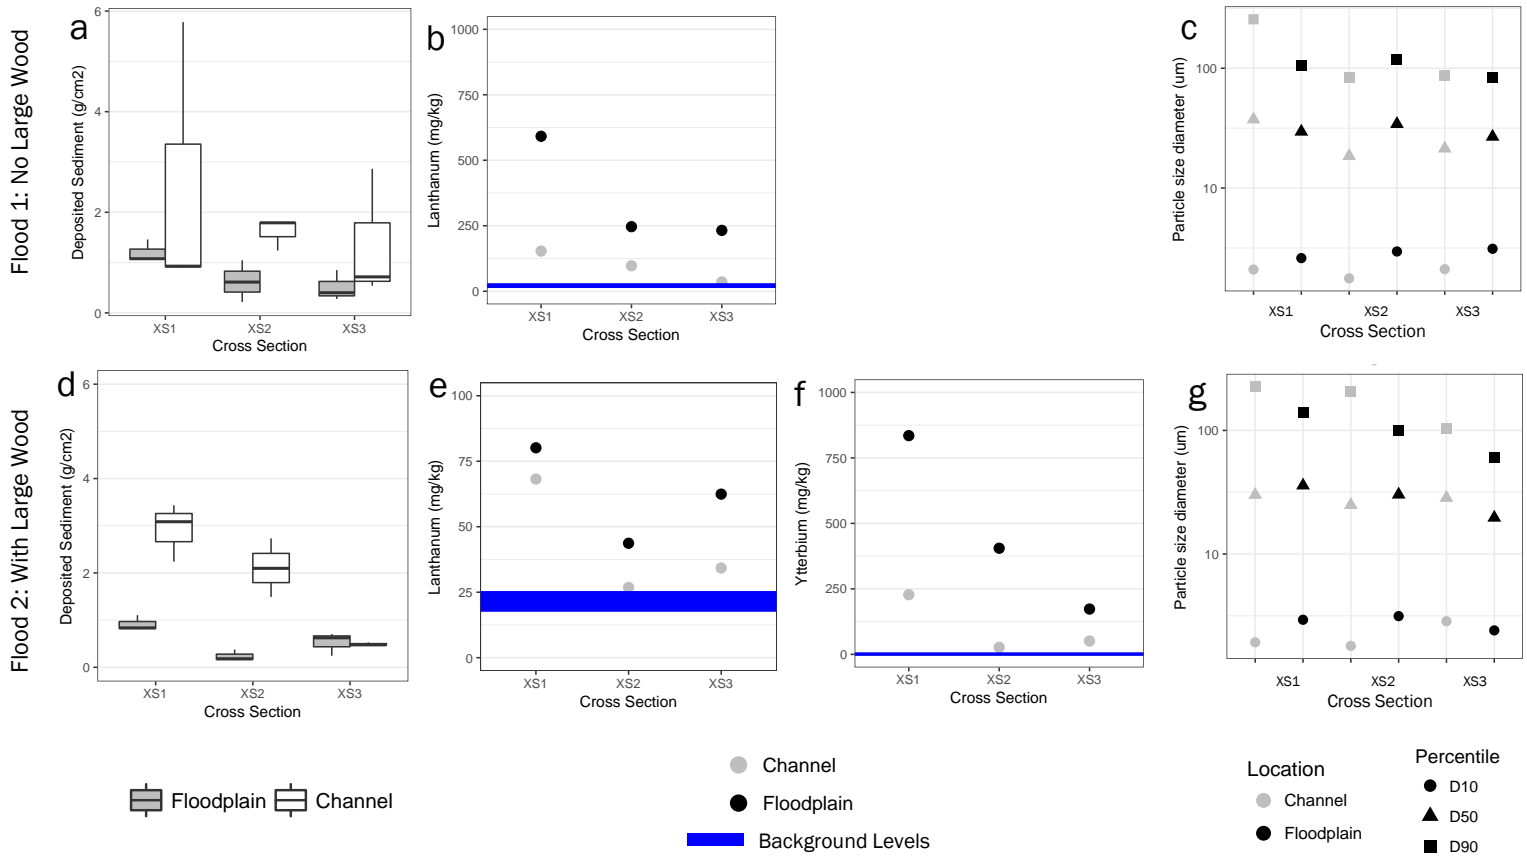 Flood 1: No Large Wood
a
Deposited Sediment (g/cm2)
6
4
2
0
XS1 XS2 XS3
Cross Section
b
Lanthanum (mg/kg)
1000
750
500
250
0
XS1 XS2 XS3
Cross Section
c
Particle size diameter (um)
100
10
XS1 XS2 XS3
Cross Section
Flood 2: With Large Wood
d
Deposited Sediment (g/cm2)
6
4
2
0
XS1 XS2 XS3
Cross Section
e
Lanthanum (mg/kg)
100
75
50
25
0
XS1 XS2 XS3
Cross Section
f
Ytterbium (mg/kg)
1000
750
500
250
0
XS1 XS2 XS3
Cross Section
g
Particle size diameter (um)
100
10
XS1 XS2 XS3
Cross Section
Floodplain Channel
Channel
Floodplain
Background Levels
Location
Channel
Floodplain
Percentile
D10
D50
D90